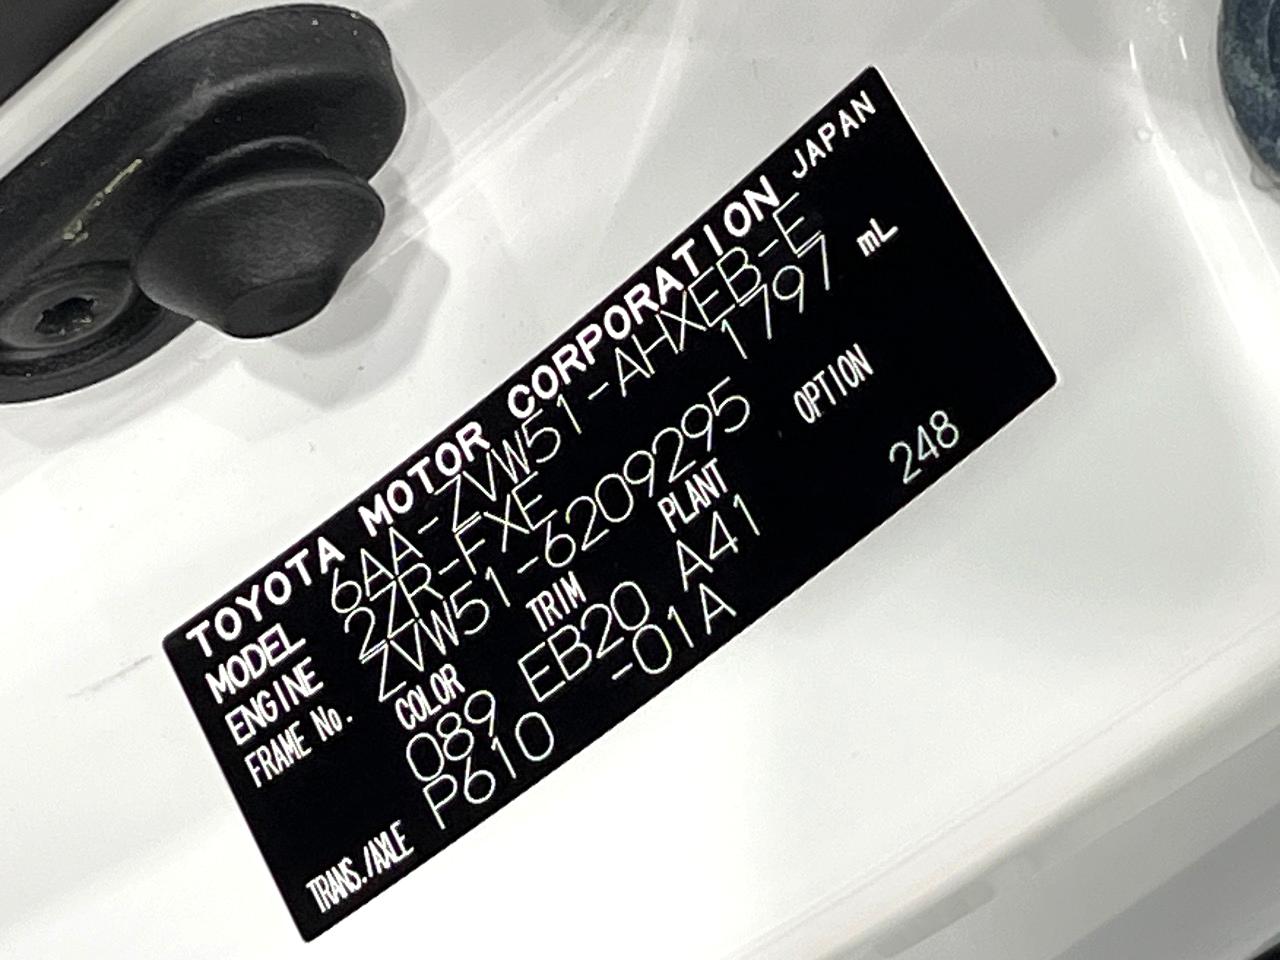 TOYOTA MOTOR CORPORATION JAPAN
MODEL 6AA-ZVW51-AHXEB-E
ENGINE 2ZR-FXE 1797 mL
FRAME No. ZVW51-6209295
COLOR TRIM PLANT OPTION
089 EB20 A41 248
TRANS./AXLE P610 -01A